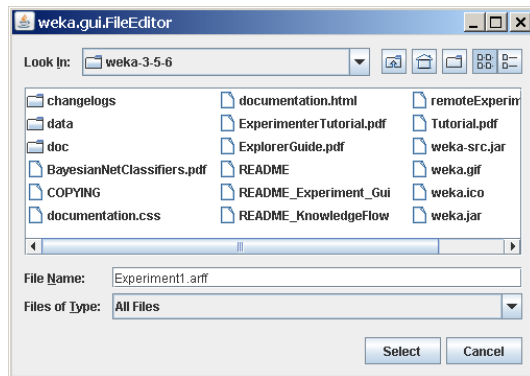 weka.gui.FileEditor
Look In: weka-3-5-6
changelogs
data
doc
BayesianNetClassifiers.pdf
COPYING
documentation.css
documentation.html
ExperimenterTutorial.pdf
ExplorerGuide.pdf
README
README_Experiment_Gui
README_KnowledgeFlow
remoteExperim
Tutorial.pdf
weka-src.jar
weka.gif
weka.ico
weka.jar
File Name: Experiment1.arff
Files of Type: All Files
Select Cancel